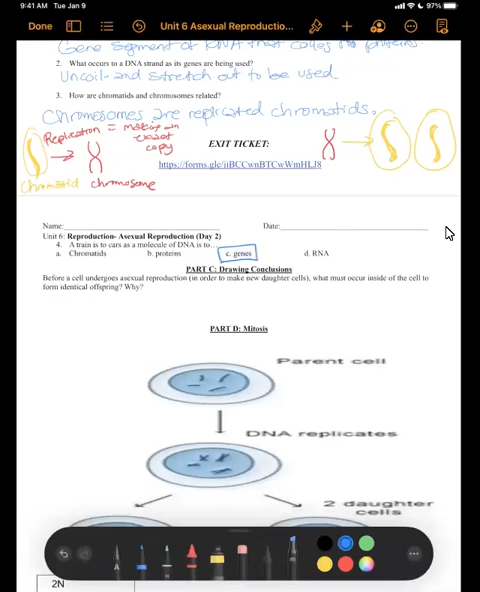 9:41 AM Tue Jan 9
97%
Done
Unit 6 Asexual Reproductio...
Gene segment of DNA that codes for proteins.
2. What occurs to a DNA strand as its genes are being used?
Uncoil and stretch out to be used
3. How are chromatids and chromosomes related?
Chromosomes are replicated chromatids.
Replication = making an exact copy
EXIT TICKET:
https://forms.gle/iiBCCwnBTCwWmHLJ8
chromatid chromosome
Name: Date:
Unit 6: Reproduction- Asexual Reproduction (Day 2)
4. A train is to cars as a molecule of DNA is to…
a. Chromatids b. proteins c. genes d. RNA
PART C: Drawing Conclusions
Before a cell undergoes asexual reproduction (in order to make new daughter cells), what must occur inside of the cell to
form identical offspring? Why?
PART D: Mitosis
Parent cell
DNA replicates
2 daughter
cells
A
2N